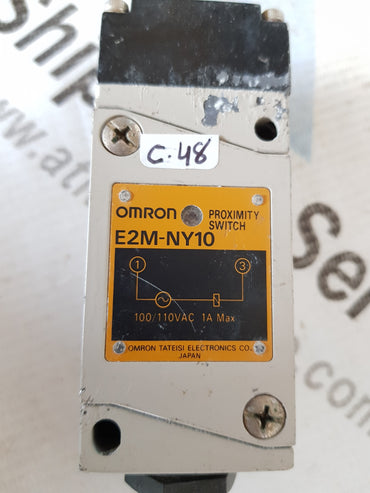 C.48
OMRON PROXIMITY
SWITCH
E2M-NY10
1 3
100/110VAC 1A Max
OMRON TATEISI ELECTRONICS CO.
JAPAN